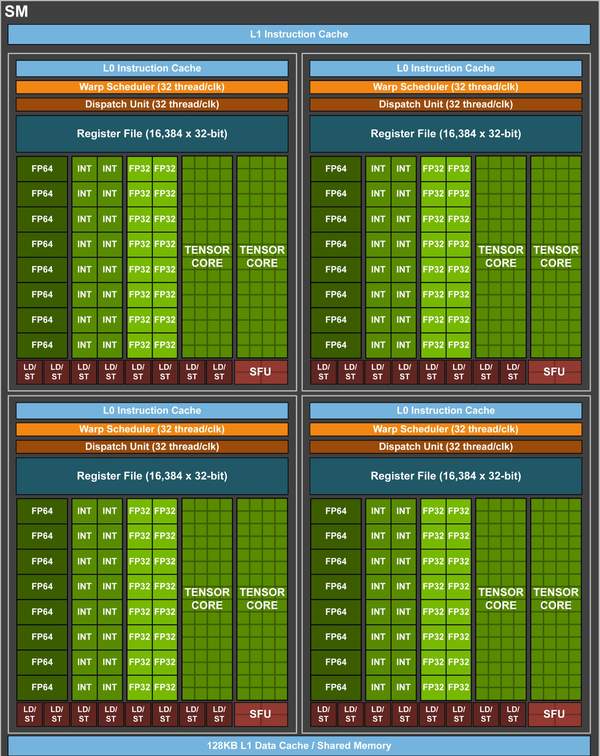 SM
L1 Instruction Cache
L0 Instruction Cache
Warp Scheduler (32 thread/clk)
Dispatch Unit (32 thread/clk)
Register File (16,384 x 32-bit)
FP64 INT INT FP32 FP32
FP64 INT INT FP32 FP32
FP64 INT INT FP32 FP32
FP64 INT INT FP32 FP32
FP64 INT INT FP32 FP32
FP64 INT INT FP32 FP32
FP64 INT INT FP32 FP32
FP64 INT INT FP32 FP32
TENSOR TENSOR
CORE CORE
LD/ LD/ LD/ LD/ LD/ LD/ LD/ LD/ SFU
ST ST ST ST ST ST ST ST
L0 Instruction Cache
Warp Scheduler (32 thread/clk)
Dispatch Unit (32 thread/clk)
Register File (16,384 x 32-bit)
FP64 INT INT FP32 FP32
FP64 INT INT FP32 FP32
FP64 INT INT FP32 FP32
FP64 INT INT FP32 FP32
FP64 INT INT FP32 FP32
FP64 INT INT FP32 FP32
FP64 INT INT FP32 FP32
FP64 INT INT FP32 FP32
TENSOR TENSOR
CORE CORE
LD/ LD/ LD/ LD/ LD/ LD/ LD/ LD/ SFU
ST ST ST ST ST ST ST ST
L0 Instruction Cache
Warp Scheduler (32 thread/clk)
Dispatch Unit (32 thread/clk)
Register File (16,384 x 32-bit)
FP64 INT INT FP32 FP32
FP64 INT INT FP32 FP32
FP64 INT INT FP32 FP32
FP64 INT INT FP32 FP32
FP64 INT INT FP32 FP32
FP64 INT INT FP32 FP32
FP64 INT INT FP32 FP32
FP64 INT INT FP32 FP32
TENSOR TENSOR
CORE CORE
LD/ LD/ LD/ LD/ LD/ LD/ LD/ LD/ SFU
ST ST ST ST ST ST ST ST
L0 Instruction Cache
Warp Scheduler (32 thread/clk)
Dispatch Unit (32 thread/clk)
Register File (16,384 x 32-bit)
FP64 INT INT FP32 FP32
FP64 INT INT FP32 FP32
FP64 INT INT FP32 FP32
FP64 INT INT FP32 FP32
FP64 INT INT FP32 FP32
FP64 INT INT FP32 FP32
FP64 INT INT FP32 FP32
FP64 INT INT FP32 FP32
TENSOR TENSOR
CORE CORE
LD/ LD/ LD/ LD/ LD/ LD/ LD/ LD/ SFU
ST ST ST ST ST ST ST ST
128KB L1 Data Cache / Shared Memory